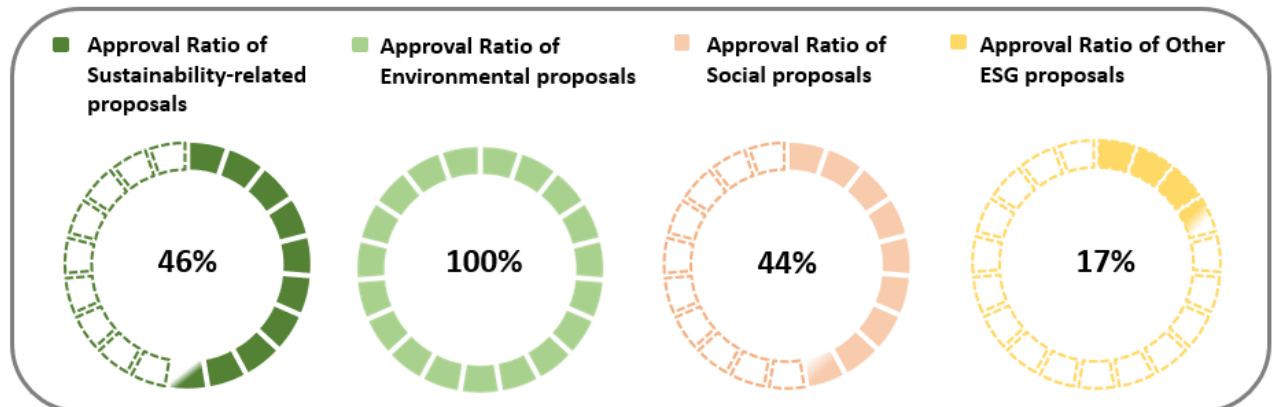 Approval Ratio of
Sustainability-related
proposals
Approval Ratio of
Environmental proposals
Approval Ratio of
Social proposals
Approval Ratio of Other
ESG proposals
46%
100%
44%
17%